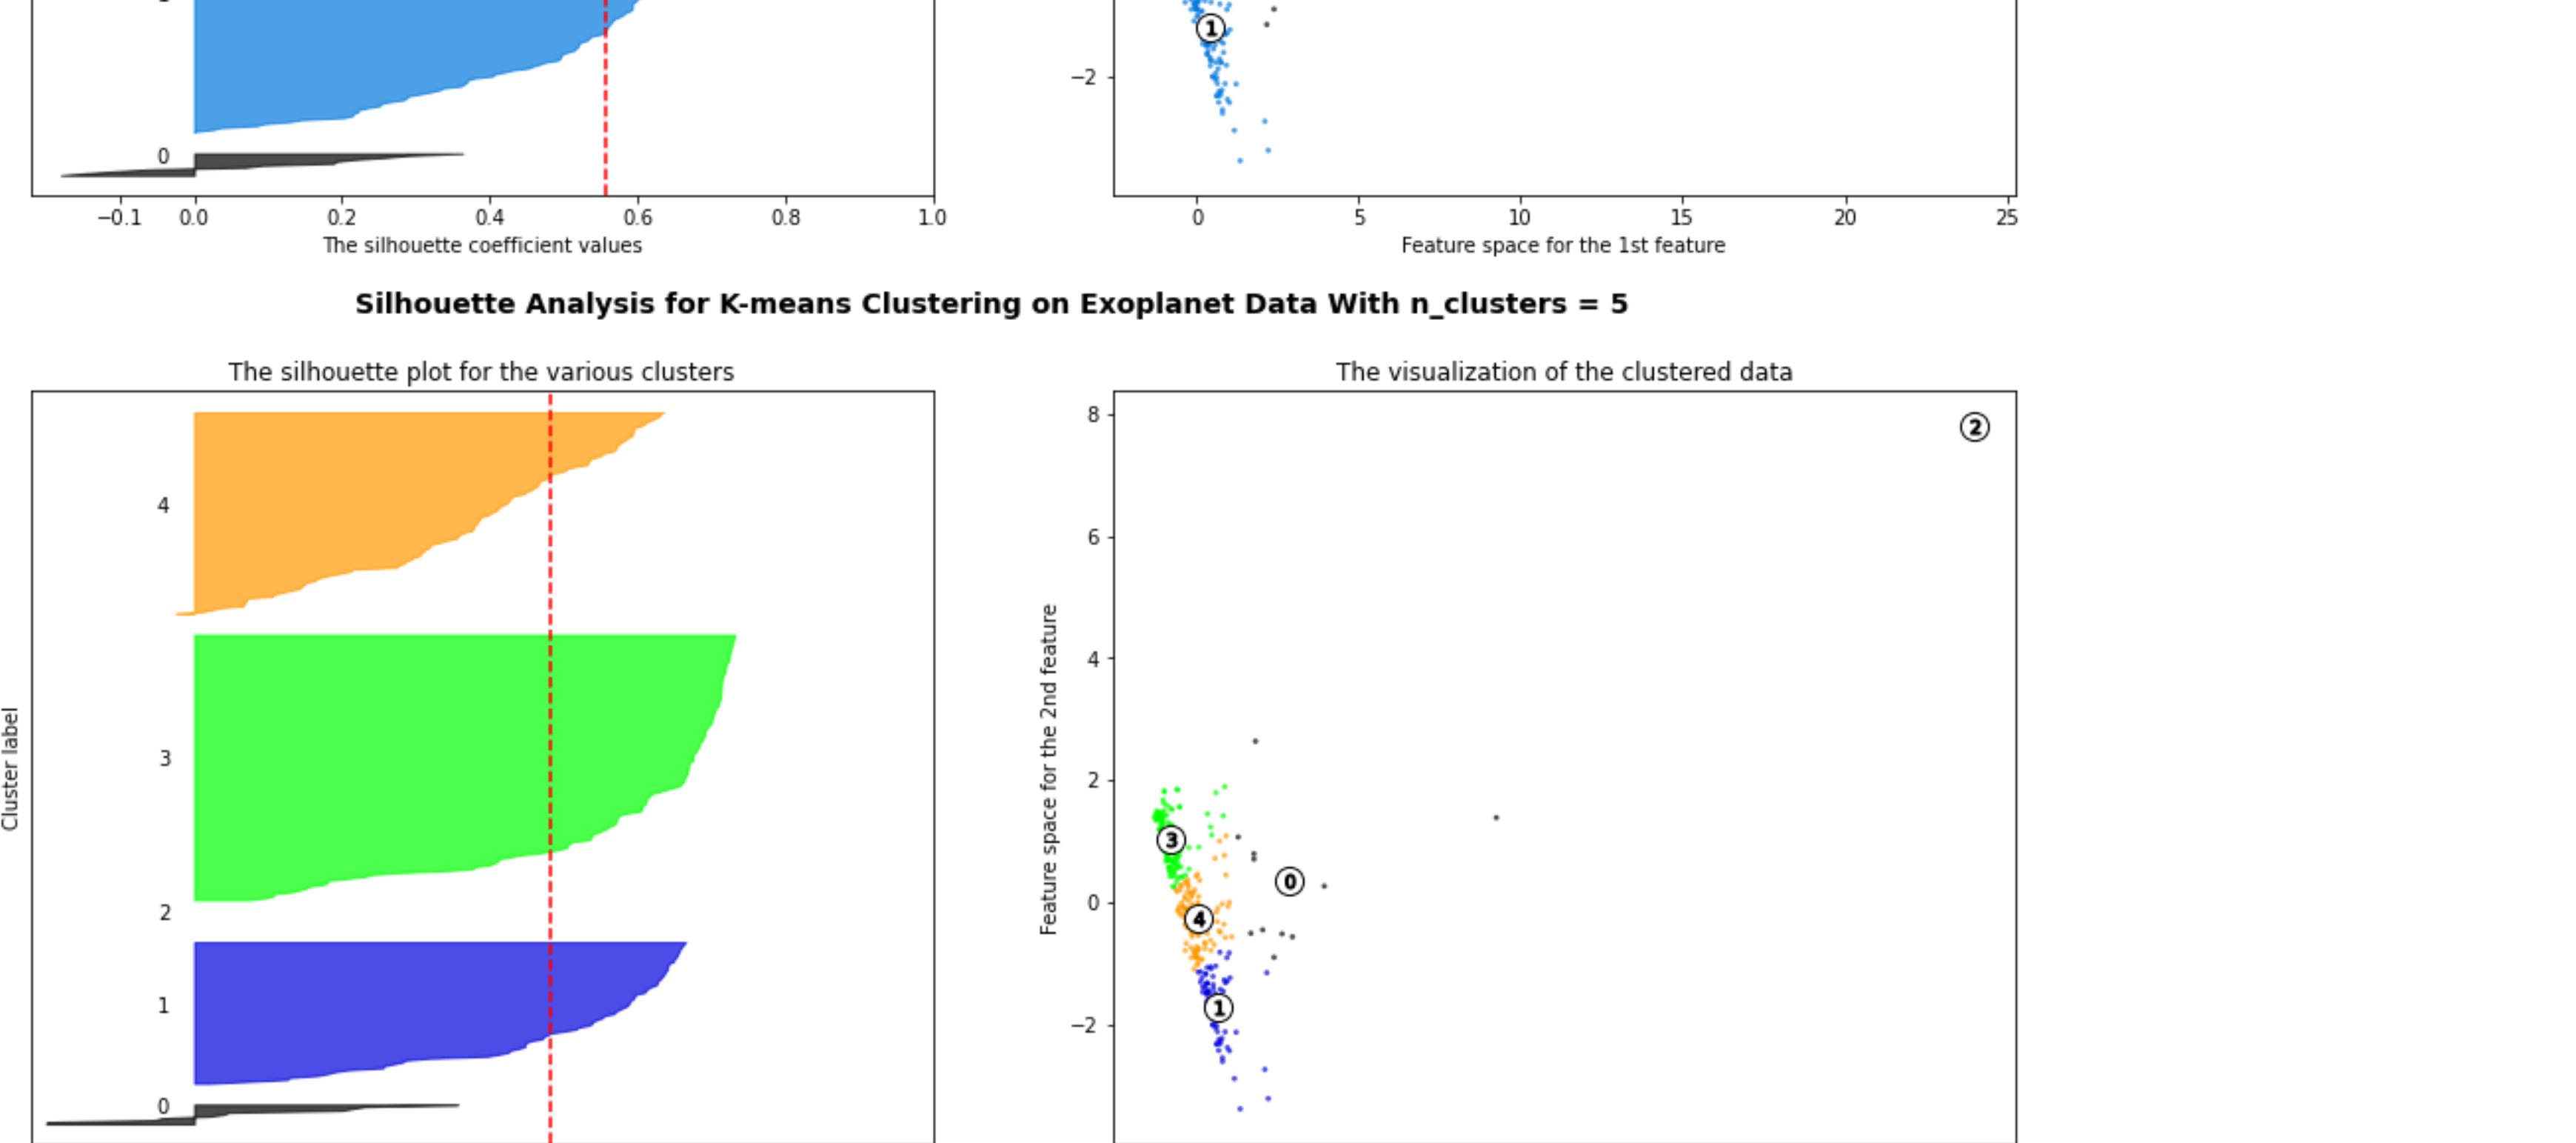 1
−2
0
−0.1 0.0 0.2 0.4 0.6 0.8 1.0
The silhouette coefficient values
0 5 10 15 20 25
Feature space for the 1st feature
Silhouette Analysis for K-means Clustering on Exoplanet Data With n_clusters = 5
The silhouette plot for the various clusters
Cluster label
4
3
2
1
0
The visualization of the clustered data
Feature space for the 2nd feature
8
6
4
2
0
−2
2
3
0
4
1